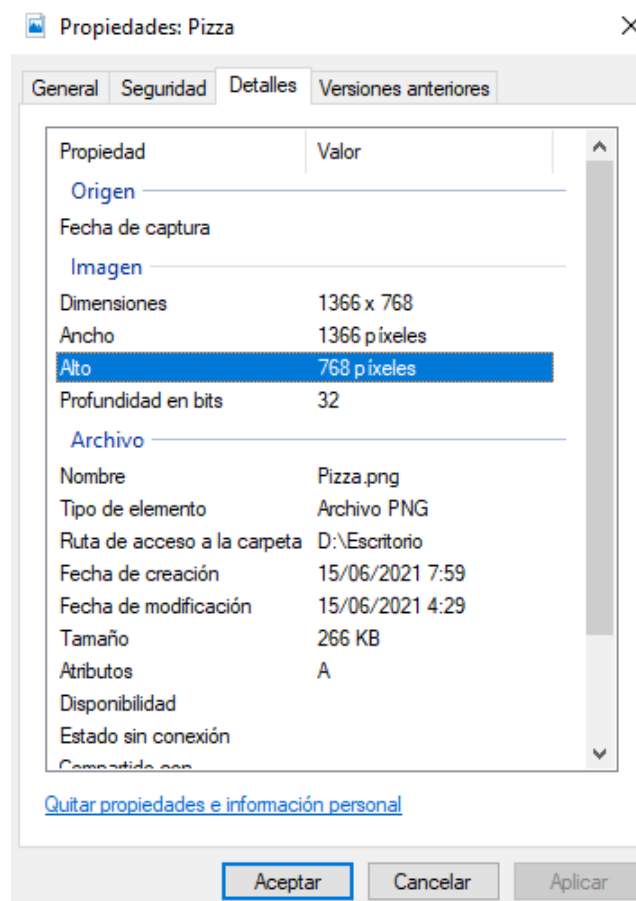 Propiedades: Pizza
General Seguridad Detalles Versiones anteriores
Propiedad Valor
Origen
Fecha de captura
Imagen
Dimensiones 1366 x 768
Ancho 1366 píxeles
Alto 768 píxeles
Profundidad en bits 32
Archivo
Nombre Pizza.png
Tipo de elemento Archivo PNG
Ruta de acceso a la carpeta D:\Escritorio
Fecha de creación 15/06/2021 7:59
Fecha de modificación 15/06/2021 4:29
Tamaño 266 KB
Atributos A
Disponibilidad
Estado sin conexión
Compartido con
Quitar propiedades e información personal
Aceptar Cancelar Aplicar